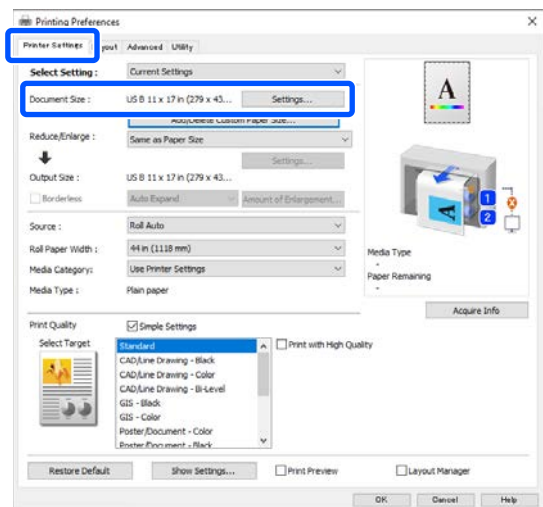 Printing Preferences
Printer Settings yout Advanced Utility
Select Setting : Current Settings
Document Size : US B 11 x 17 in (279 x 43... Settings...
Add/Delete Custom Paper Size...
Reduce/Enlarge : Same as Paper Size
Settings...
Output Size : US B 11 x 17 in (279 x 43...
Borderless Auto Expand Amount of Enlargement...
Source : Roll Auto
Roll Paper Width : 44 in (1118 mm)
Media Category: Use Printer Settings
Media Type : Plain paper
A
1
2
Media Type
-
Paper Remaining
-
Acquire Info
Print Quality Simple Settings
Select Target Standard Print with High Quality
CAD/Line Drawing - Black
CAD/Line Drawing - Color
CAD/Line Drawing - Bi-Level
GIS - Black
GIS - Color
Poster/Document - Color
Poster/Document - Black
Restore Default Show Settings... Print Preview Layout Manager
OK Cancel Help